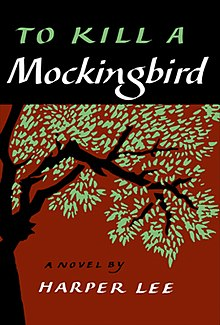 TO KILL A
Mockingbird
A NOVEL BY
HARPER LEE